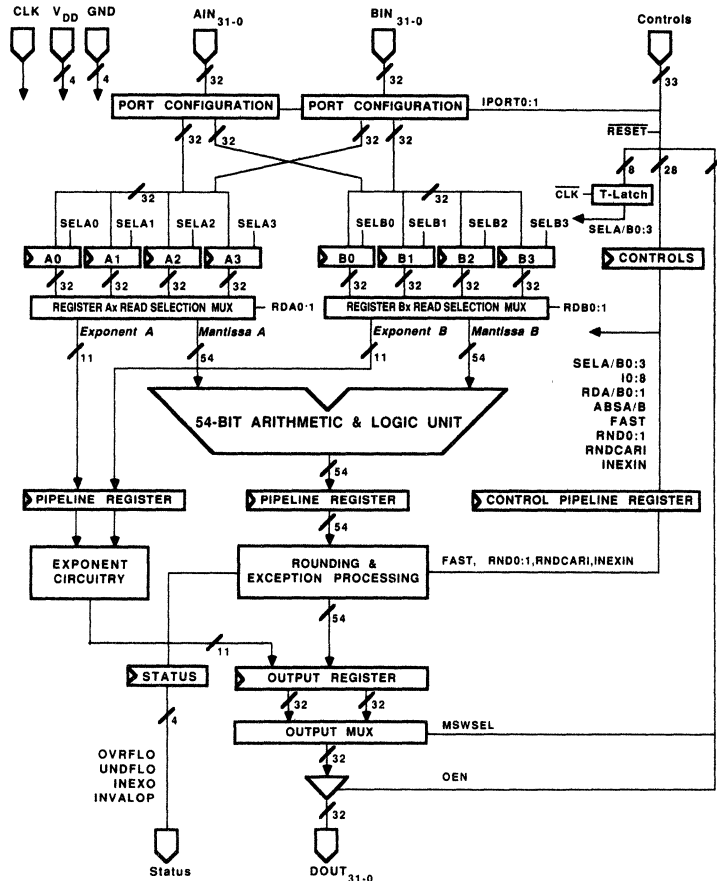 CLK VDD GND AIN31-0 BIN31-0 Controls
4 4 32 32 33
PORT CONFIGURATION PORT CONFIGURATION IPORT0:1
RESET
32 32 32 32
8 28
32 32
CLK T-Latch
SELA0 SELA1 SELA2 SELA3 SELB0 SELB1 SELB2 SELB3
SELA/B0:3
A0 A1 A2 A3 B0 B1 B2 B3 CONTROLS
32 32 32 32 32 32 32 32
REGISTER Ax READ SELECTION MUX RDA0:1 REGISTER Bx READ SELECTION MUX RDB0:1
Exponent A Mantissa A Exponent B Mantissa B
11 54 11 54
SELA/B0:3
I0:8
RDA/B0:1
ABSA/B
FAST
RND0:1
RNDCARI
INEXIN
54-BIT ARITHMETIC & LOGIC UNIT
54
PIPELINE REGISTER PIPELINE REGISTER CONTROL PIPELINE REGISTER
54
EXPONENT
CIRCUITRY
ROUNDING &
EXCEPTION PROCESSING
FAST, RND0:1,RNDCARI,INEXIN
54
11
STATUS OUTPUT REGISTER
32 32
4
OUTPUT MUX MSWSEL
32
OVRFLO
UNDFLO
INEXO
INVALOP
OEN
32
Status DOUT31-0